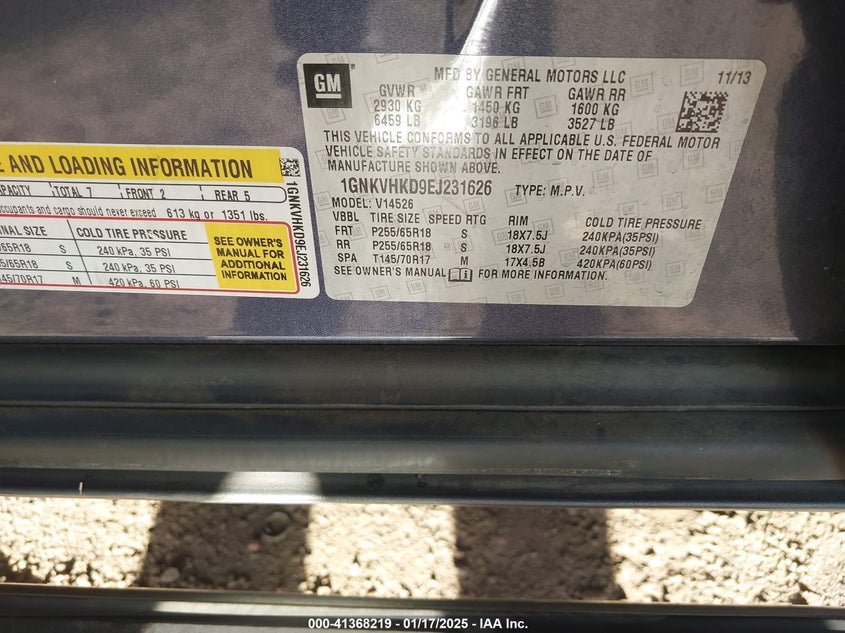 GM
MFD BY GENERAL MOTORS LLC 11/13
GVWR GAWR FRT GAWR RR
2930 KG 1450 KG 1600 KG
6459 LB 3196 LB 3527 LB
THIS VEHICLE CONFORMS TO ALL APPLICABLE U.S. FEDERAL MOTOR
VEHICLE SAFETY STANDARDS IN EFFECT ON THE DATE OF
MANUFACTURE SHOWN ABOVE.
1GNKVHKD9EJ231626 TYPE: M.P.V.
MODEL: V14526
VBBL TIRE SIZE SPEED RTG RIM COLD TIRE PRESSURE
FRT P255/65R18 S 18X7.5J 240KPA(35PSI)
RR P255/65R18 S 18X7.5J 240KPA(35PSI)
SPA T145/70R17 M 17X4.5B 420KPA(60PSI)
SEE OWNER'S MANUAL FOR MORE INFORMATION.
E AND LOADING INFORMATION
APACITY TOTAL 7 FRONT 2 REAR 5
occupants and cargo should never exceed 613 kg or 1351 lbs.
INAL SIZE COLD TIRE PRESSURE
/65R18 S 240 kPa, 35 PSI
5/65R18 S 240 kPa, 35 PSI
145/70R17 M 420 kPa, 60 PSI
SEE OWNER'S
MANUAL FOR
ADDITIONAL
INFORMATION
1GNKVHKD9EJ231626
000-41368219 - 01/17/2025 - IAA Inc.